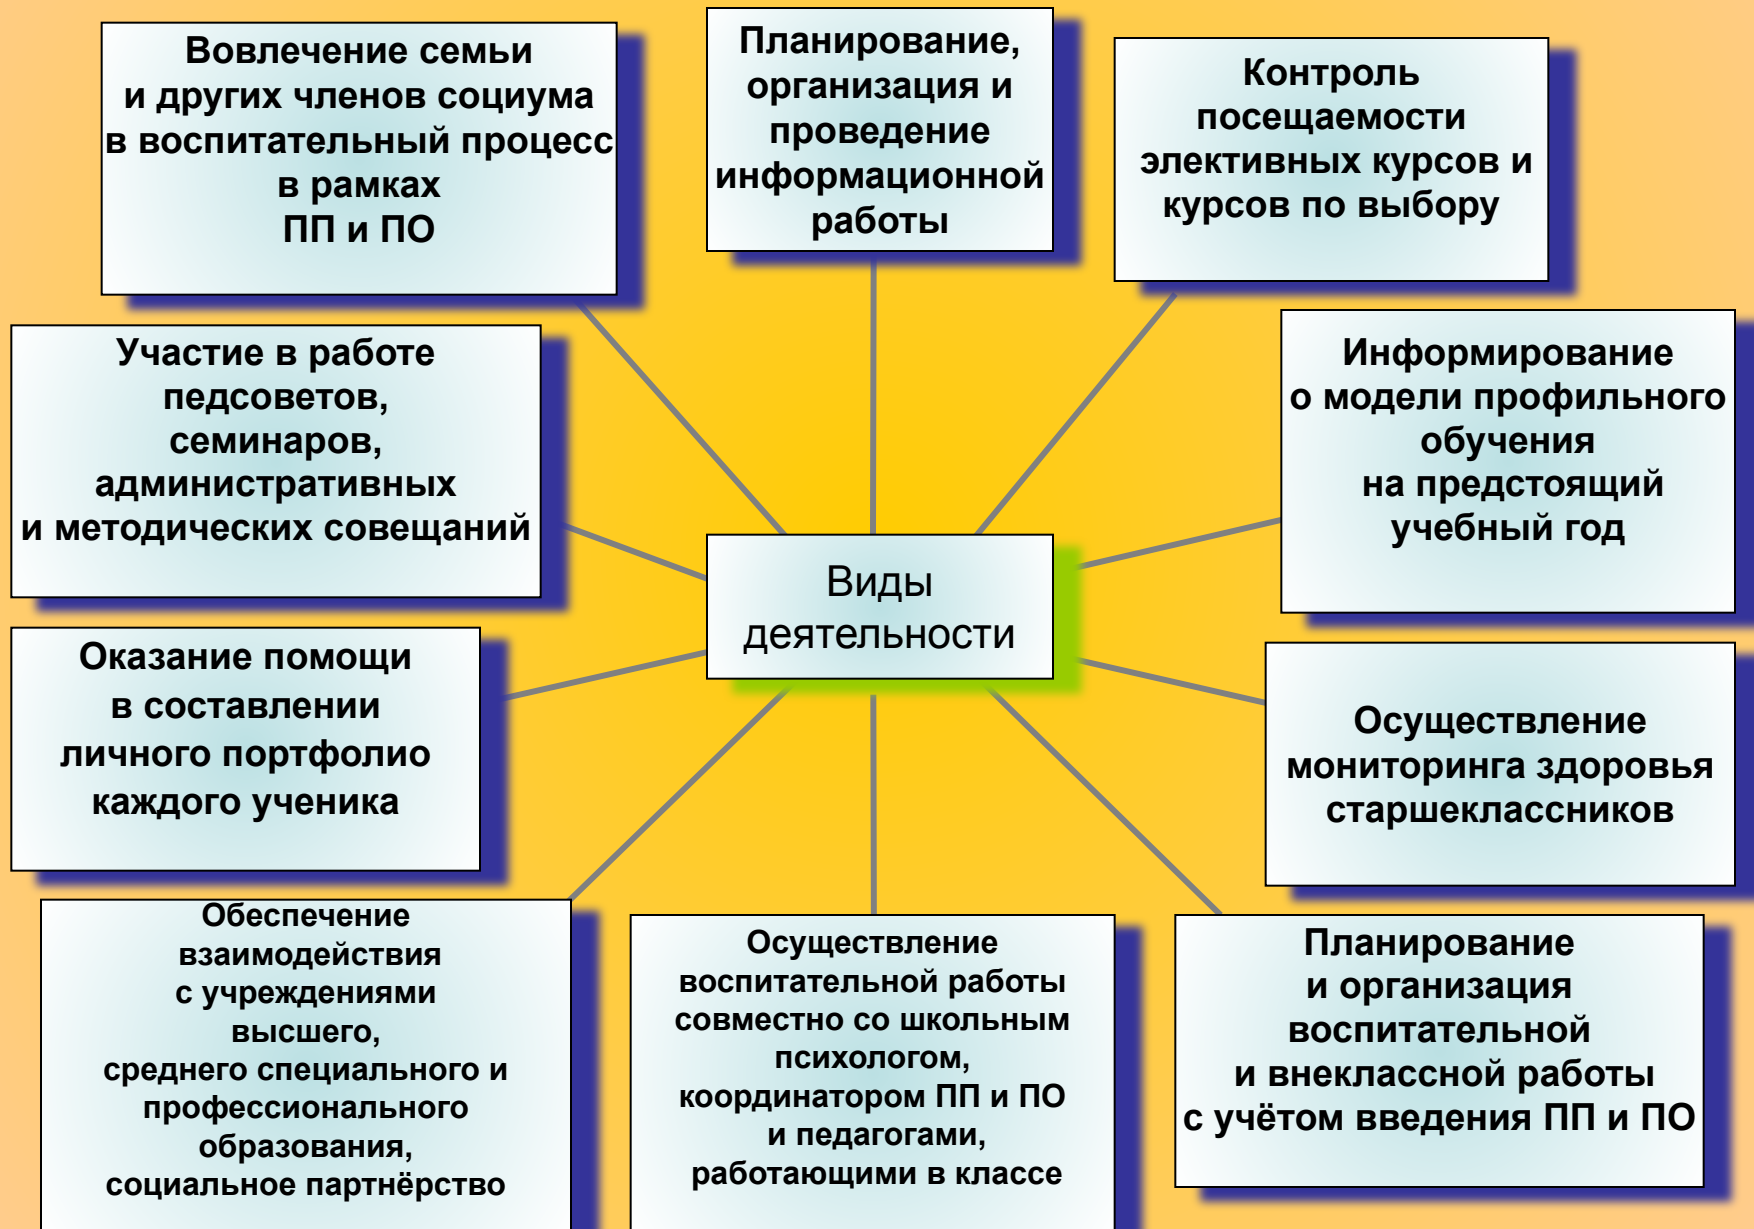 Вовлечение семьи
и других членов социума
в воспитательный процесс
в рамках
ПП и ПО
Планирование,
организация и
проведение
информационной
работы
Контроль
посещаемости
элективных курсов и
курсов по выбору
Участие в работе
педсоветов,
семинаров,
административных
и методических совещаний
Информирование
о модели профильного
обучения
на предстоящий
учебный год
Виды
деятельности
Оказание помощи
в составлении
личного портфолио
каждого ученика
Осуществление
мониторинга здоровья
старшеклассников
Обеспечение
взаимодействия
с учреждениями
высшего,
среднего специального и
профессионального
образования,
социальное партнёрство
Осуществление
воспитательной работы
совместно со школьным
психологом,
координатором ПП и ПО
и педагогами,
работающими в классе
Планирование
и организация
воспитательной
и внеклассной работы
с учётом введения ПП и ПО